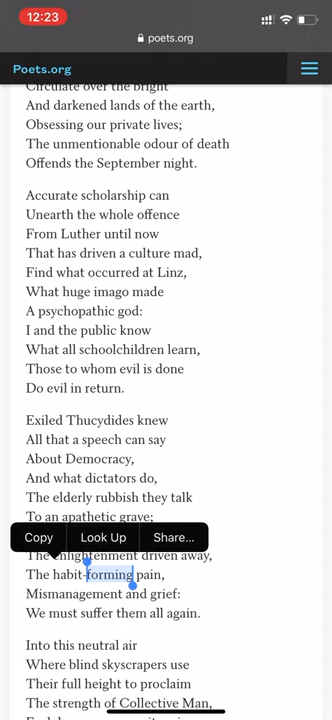 12:23
poets.org
Poets.org
Circulate over the bright
And darkened lands of the earth,
Obsessing our private lives;
The unmentionable odour of death
Offends the September night.
Accurate scholarship can
Unearth the whole offence
From Luther until now
That has driven a culture mad,
Find what occurred at Linz,
What huge imago made
A psychopathic god:
I and the public know
What all schoolchildren learn,
Those to whom evil is done
Do evil in return.
Exiled Thucydides knew
All that a speech can say
About Democracy,
And what dictators do,
The elderly rubbish they talk
To an apathetic grave;
Copy Look Up Share...
The enlightenment driven away,
The habit-forming pain,
Mismanagement and grief:
We must suffer them all again.
Into this neutral air
Where blind skyscrapers use
Their full height to proclaim
The strength of Collective Man,